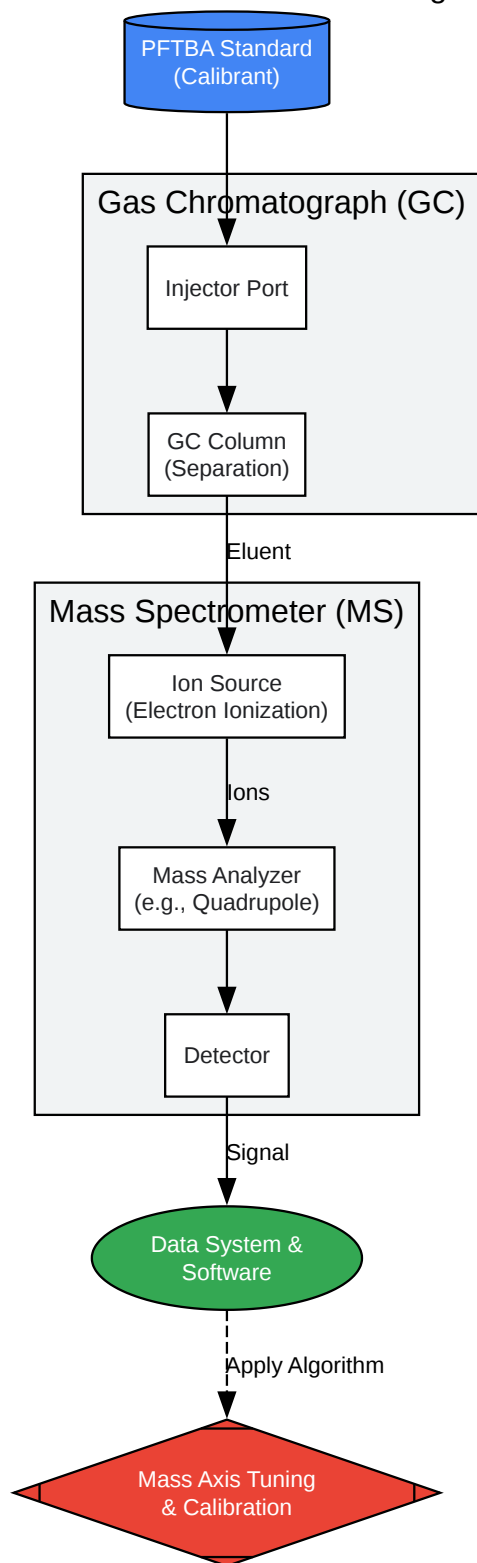 PFTBA Standard
(Calibrant)
Gas Chromatograph (GC)
Injector Port
GC Column
(Separation)
Eluent
Mass Spectrometer (MS)
Ion Source
(Electron Ionization)
Ions
Mass Analyzer
(e.g., Quadrupole)
Detector
Signal
Data System &
Software
Apply Algorithm
Mass Axis Tuning
& Calibration